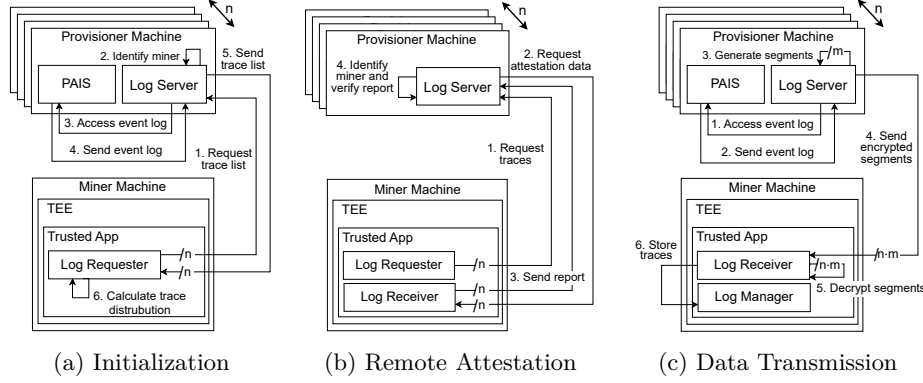 n
Provisioner Machine
2. Identify miner
PAIS
Log Server
3. Access event log
4. Send event log
5. Send
trace list
1. Request
trace list
Miner Machine
TEE
Trusted App
Log Requester
/n
/n
6. Calculate trace
distrubution
(a) Initialization
n
Provisioner Machine
4. Identify
miner and
verify report
Log Server
2. Request
attestation data
1. Request
traces
Miner Machine
TEE
Trusted App
Log Requester
/n
3. Send report
Log Receiver
/n
/n
(b) Remote Attestation
n
Provisioner Machine
3. Generate segments
/m
PAIS
Log Server
1. Access event log
2. Send event log
4. Send
encrypted
segments
Miner Machine
TEE
Trusted App
6. Store
traces
Log Receiver
/n·m
/n·m
5. Decrypt segments
Log Manager
(c) Data Transmission